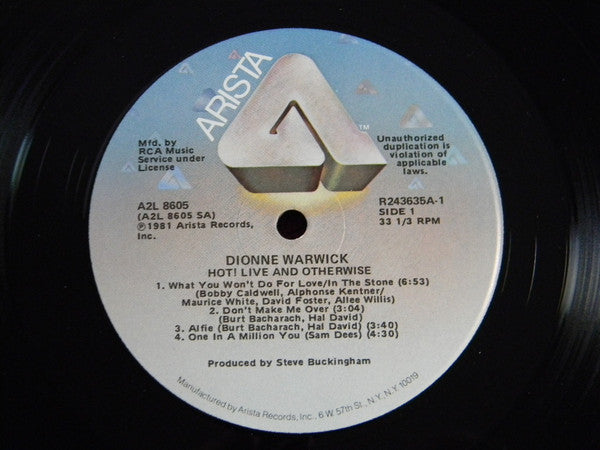 ARISTA
TM
Mfd. by
RCA Music
Service under
License
Unauthorized
duplication is
violation of
applicable
laws.
A2L 8605
(A2L 8605 SA)
℗1981 Arista Records,
Inc.
R243635A-1
SIDE 1
33 1/3 RPM
DIONNE WARWICK
HOT! LIVE AND OTHERWISE
1. What You Won't Do For Love/In The Stone (6:53)
(Bobby Caldwell, Alphonse Kentner/
Maurice White, David Foster, Allee Willis)
2. Don't Make Me Over (3:04)
(Burt Bacharach, Hal David)
3. Alfie (Burt Bacharach, Hal David) (3:40)
4. One In A Million You (Sam Dees) (4:30)
Produced by Steve Buckingham
Manufactured by Arista Records, Inc., 6 W 57th St., N.Y. N.Y. 10019